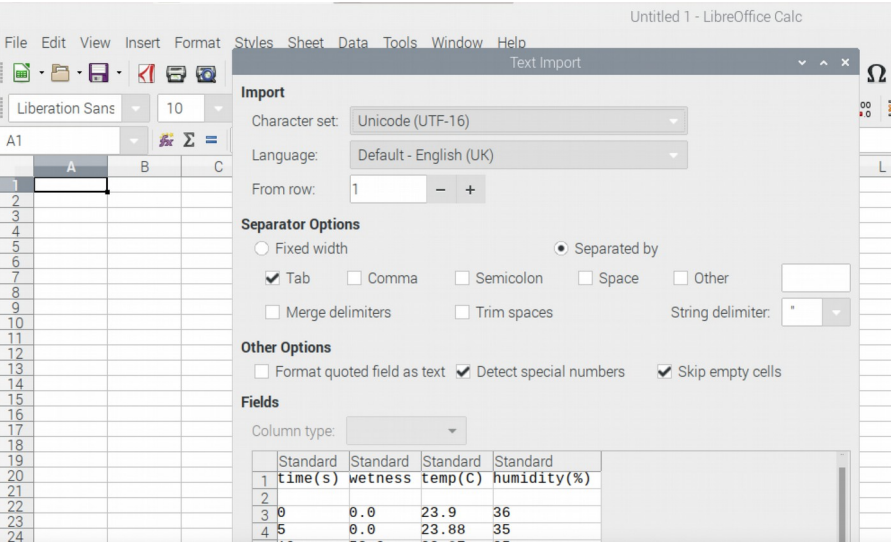 Untitled 1 - LibreOffice Calc
File Edit View Insert Format Styles Sheet Data Tools Window Help
Text Import
Ω
Liberation Sans 10
A1
Σ =
A B C L
Import
Character set: Unicode (UTF-16)
Language: Default - English (UK)
From row: 1 − +
Separator Options
Fixed width Separated by
Tab Comma Semicolon Space Other
Merge delimiters Trim spaces String delimiter: "
Other Options
Format quoted field as text Detect special numbers Skip empty cells
Fields
Column type:
Standard Standard Standard Standard
1 time(s) wetness temp(C) humidity(%)
2
3 0 0.0 23.9 36
4 5 0.0 23.88 35
1
2
3
4
5
6
7
8
9
10
11
12
13
14
15
16
17
18
19
20
21
22
23
24